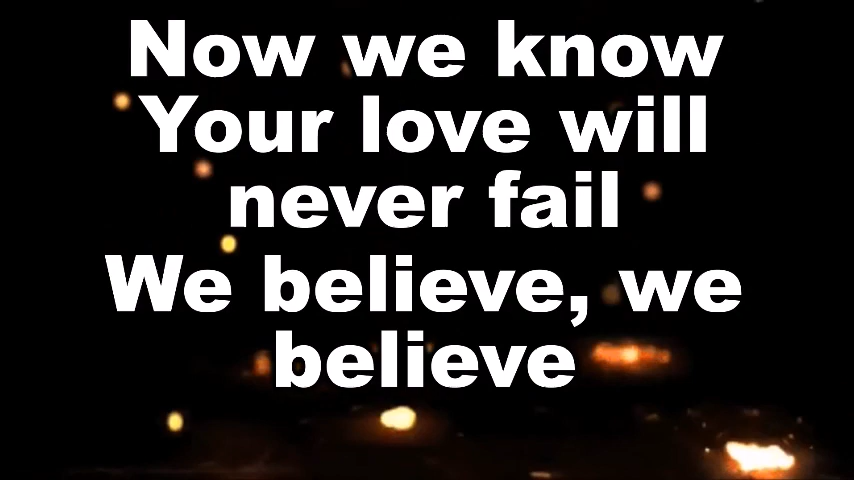 Now we know
Your love will
never fail
We believe, we
believe